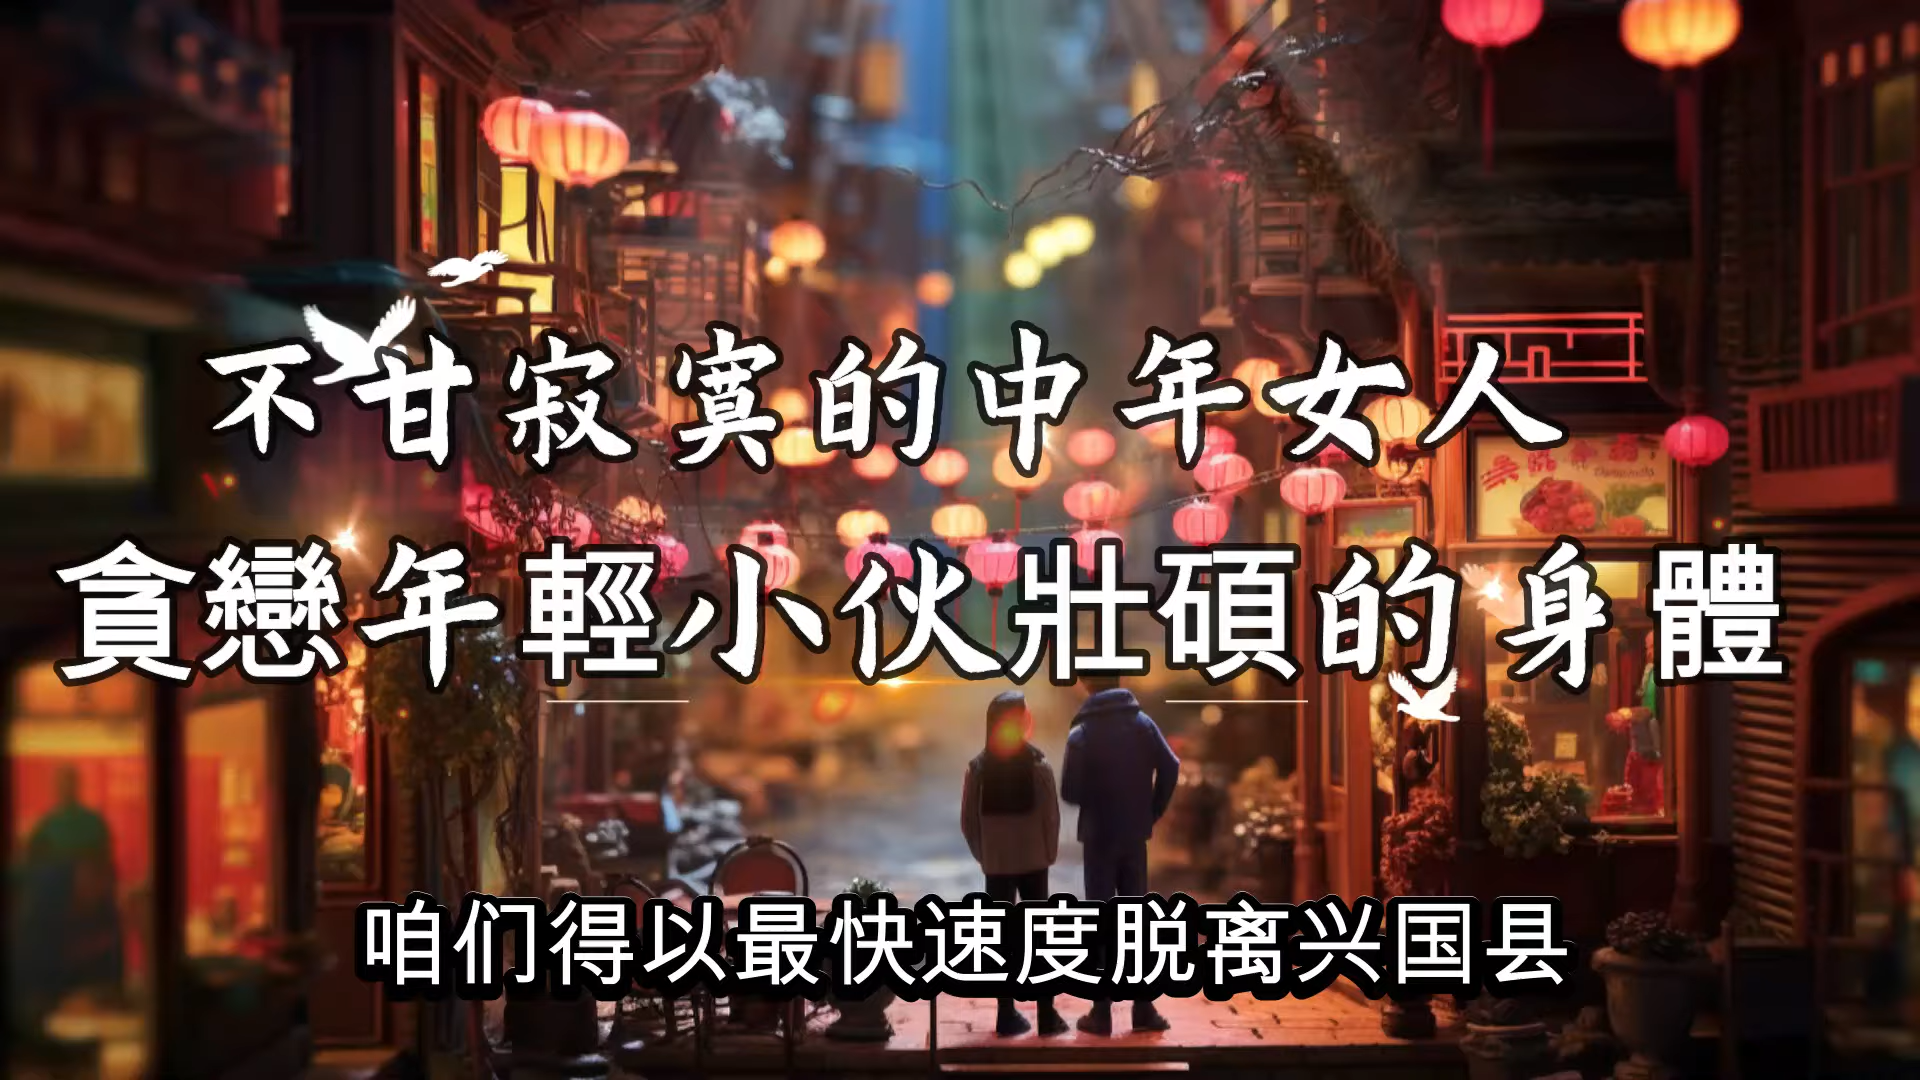 不甘寂寞的中年女人
貪戀年輕小伙壯碩的身體
咱们得以最快速度脱离兴国县